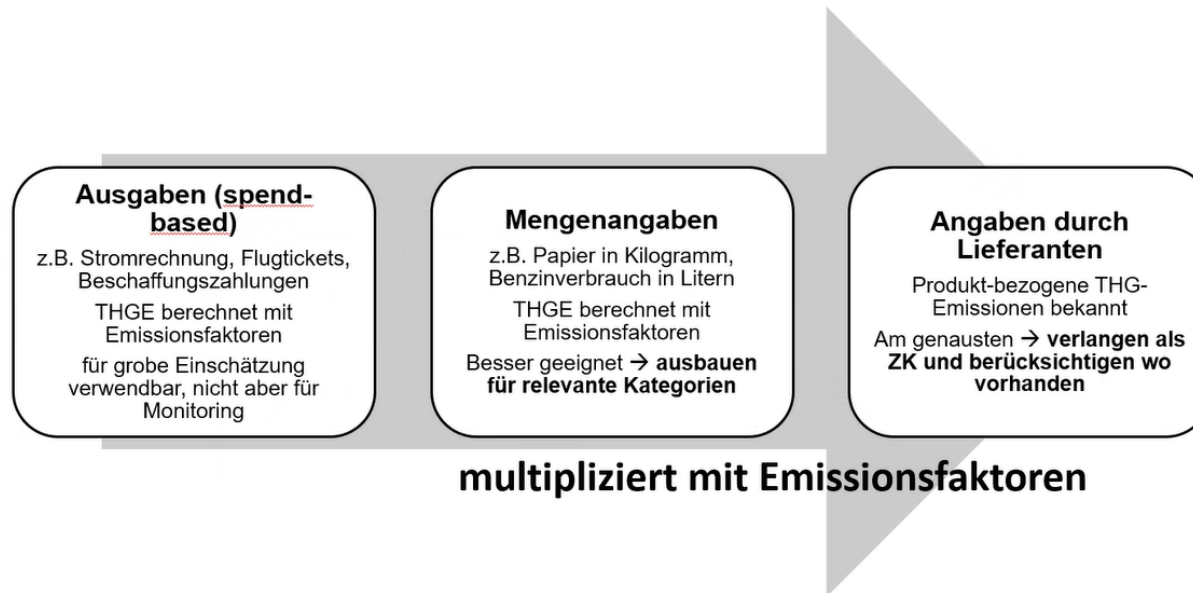 Ausgaben (spend-
based)
z.B. Stromrechnung, Flugtickets,
Beschaffungszahlungen
THGE berechnet mit
Emissionsfaktoren
für grobe Einschätzung
verwendbar, nicht aber für
Monitoring
Mengenangaben
z.B. Papier in Kilogramm,
Benzinverbrauch in Litern
THGE berechnet mit
Emissionsfaktoren
Besser geeignet → ausbauen
für relevante Kategorien
Angaben durch
Lieferanten
Produkt-bezogene THG-
Emissionen bekannt
Am genausten → verlangen als
ZK und berücksichtigen wo
vorhanden
multipliziert mit Emissionsfaktoren